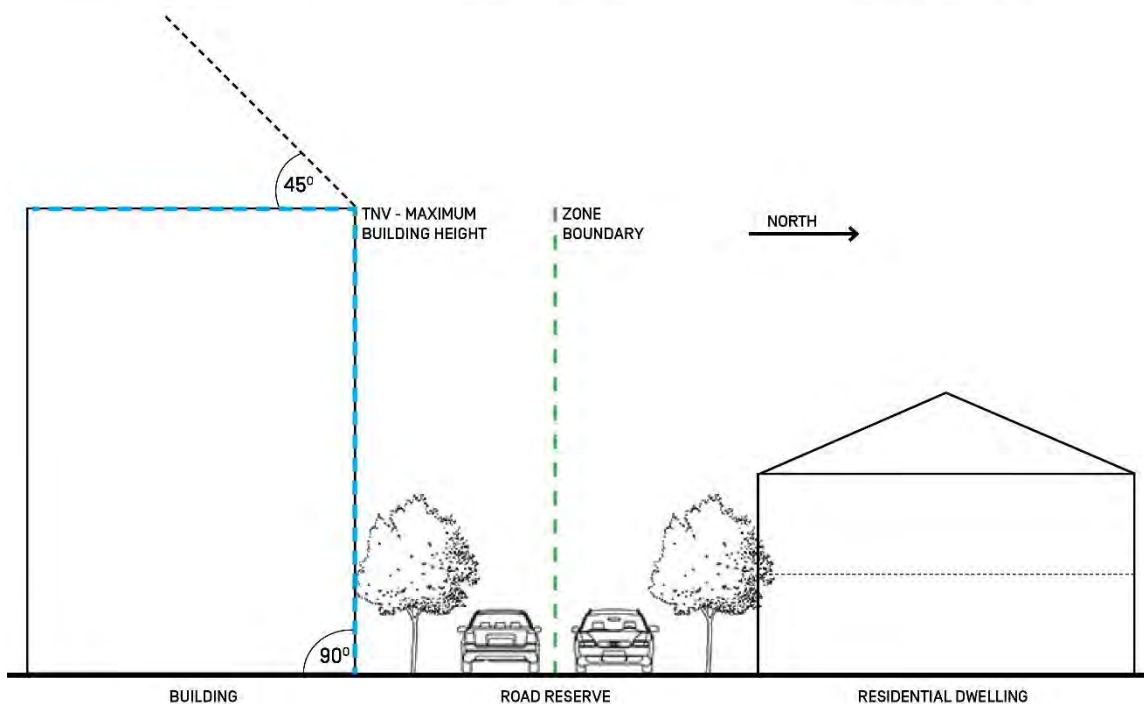 45⁰
TNV - MAXIMUM
BUILDING HEIGHT
ZONE
BOUNDARY
NORTH
90⁰
BUILDING
ROAD RESERVE
RESIDENTIAL DWELLING